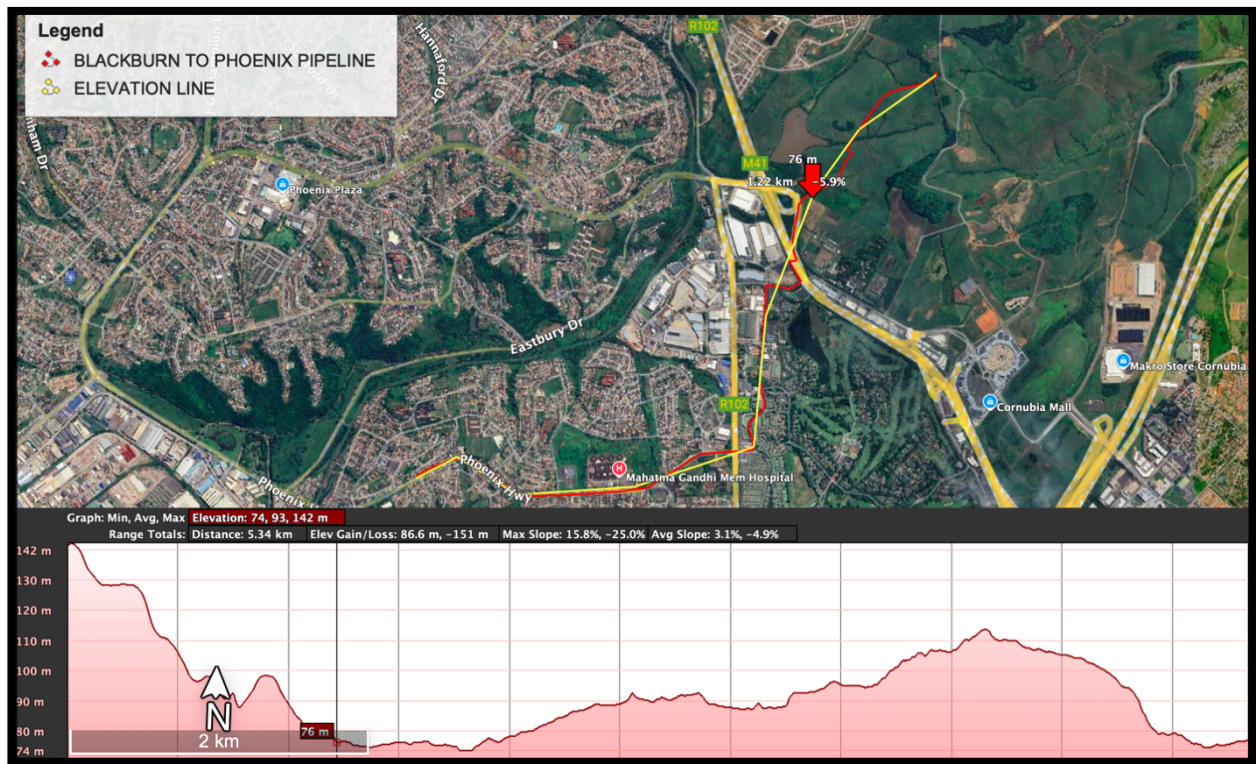 Legend
BLACKBURN TO PHOENIX PIPELINE
ELEVATION LINE
Hannaford Dr
R102
M41
76 m
1.22 km
-5.9%
Phoenix Plaza
Eastbury Dr
Makro Store Cornubia
Cornubia Mall
R102
Phoenix Hwy
H
Mahatma Gandhi Mem Hospital
Graph: Min, Avg, Max Elevation: 74, 93, 142 m
Range Totals: Distance: 5.34 km Elev Gain/Loss: 86.6 m, -151 m Max Slope: 15.8%, -25.0% Avg Slope: 3.1%, -4.9%
142 m
130 m
120 m
110 m
100 m
90 m
80 m
74 m
76 m
N
2 km